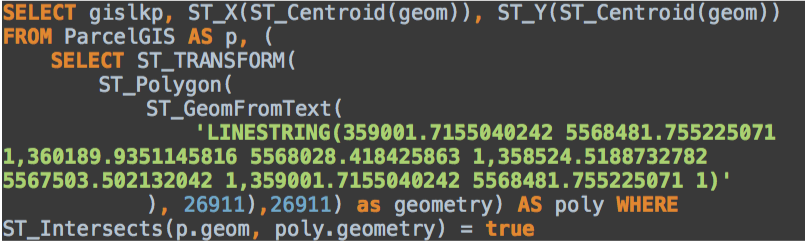 SELECT gislkp, ST_X(ST_Centroid(geom)), ST_Y(ST_Centroid(geom))
FROM ParcelGIS AS p, (
SELECT ST_TRANSFORM(
ST_Polygon(
ST_GeomFromText(
'LINESTRING(359001.7155040242 5568481.755225071
1,360189.9351145816 5568028.418425863 1,358524.5188732782
5567503.502132042 1,359001.7155040242 5568481.755225071 1)'
), 26911),26911) as geometry) AS poly WHERE
ST_Intersects(p.geom, poly.geometry) = true